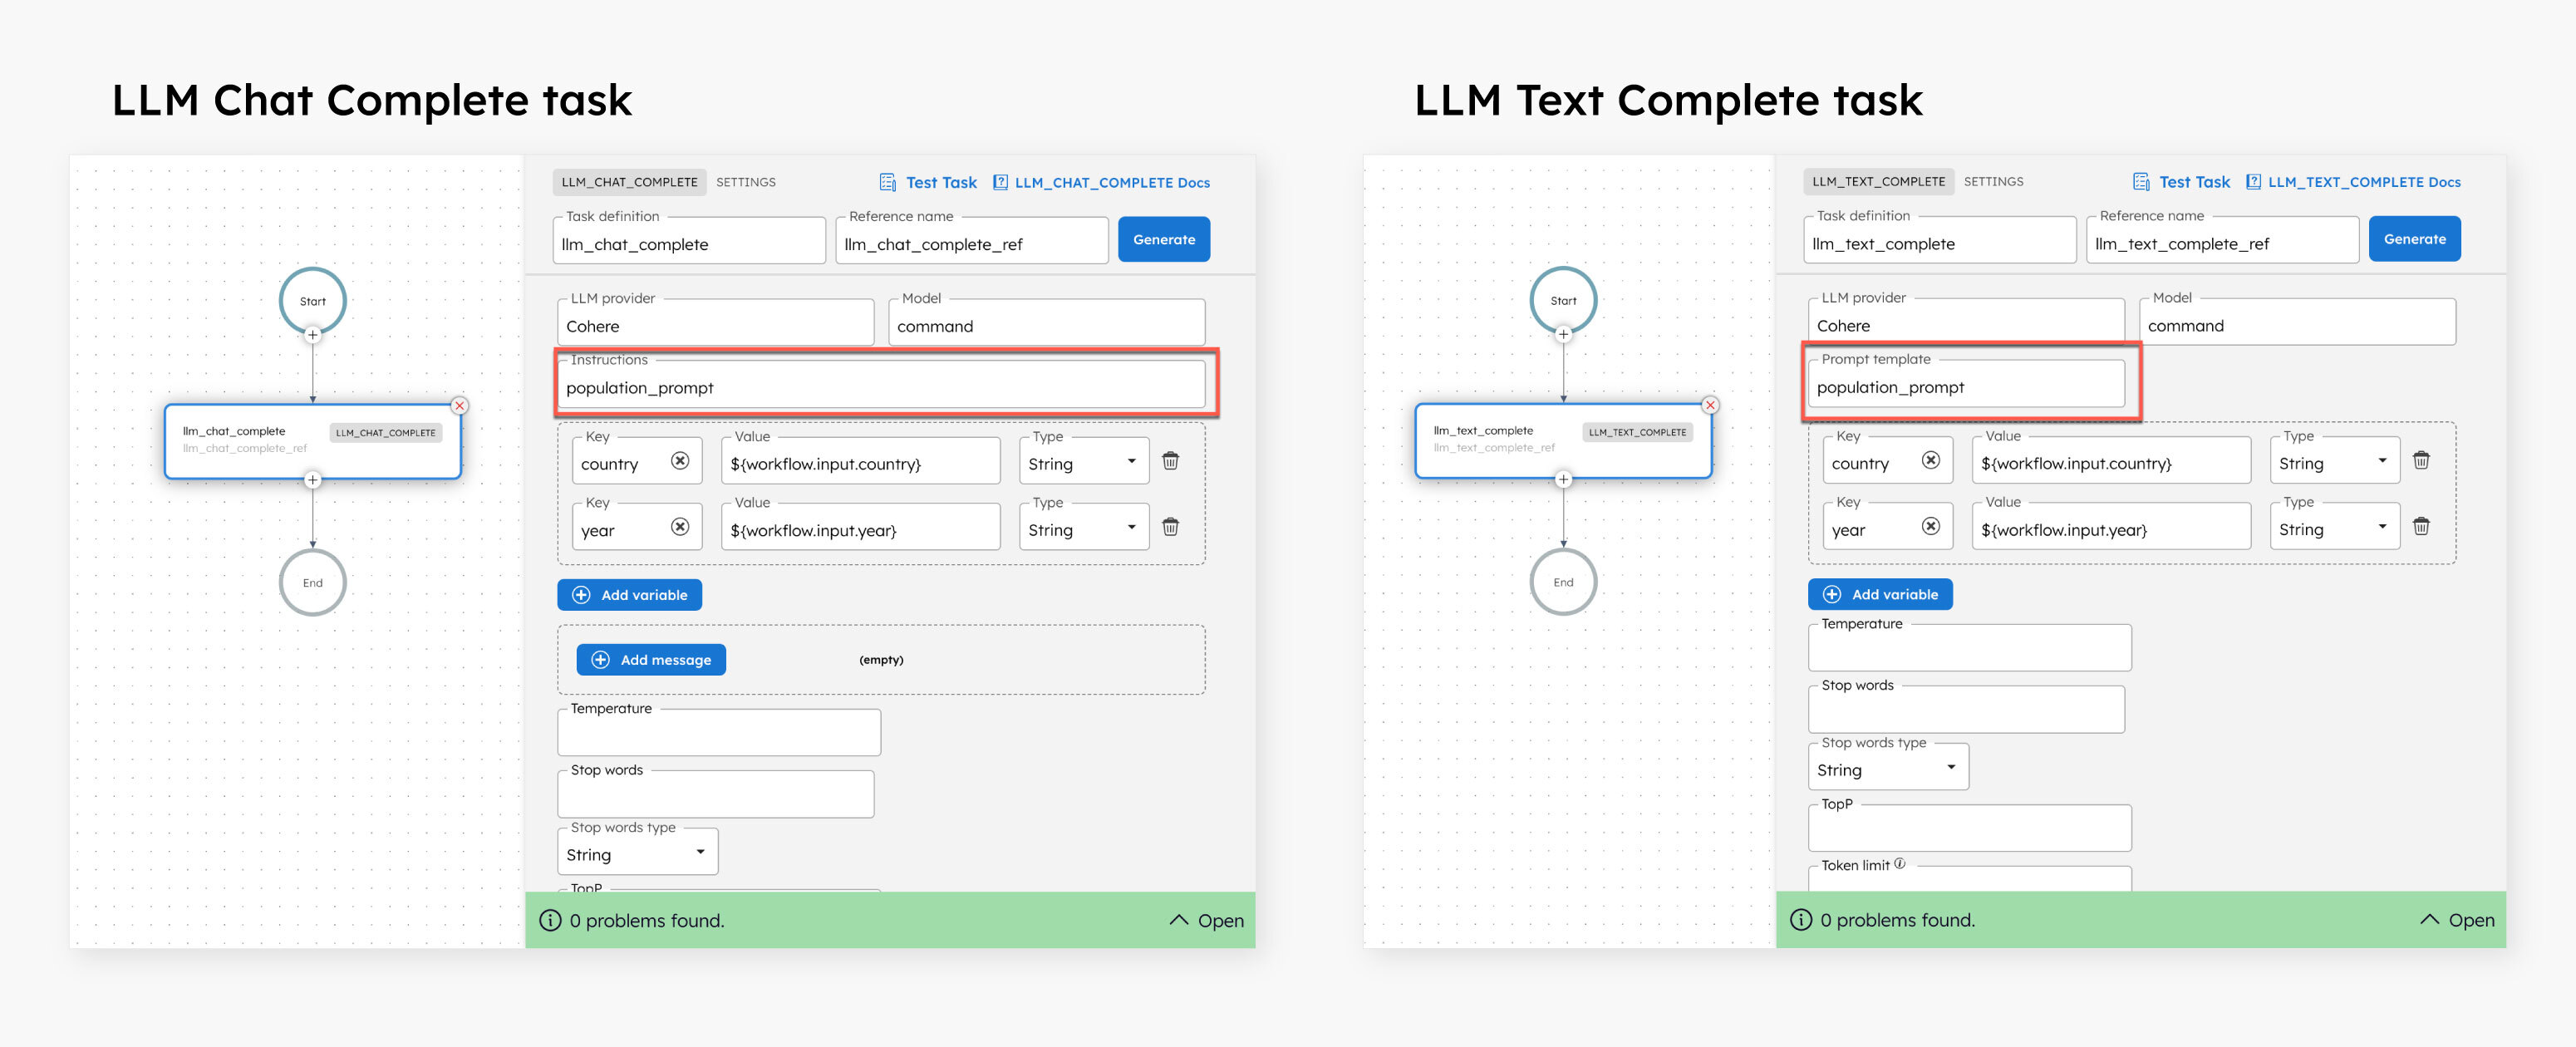 LLM Chat Complete task
LLM_CHAT_COMPLETE SETTINGS Test Task LLM_CHAT_COMPLETE Docs
Task definition Reference name
llm_chat_complete llm_chat_complete_ref Generate
LLM provider Model
Cohere command
Instructions
population_prompt
Key Value Type
country ${workflow.input.country} String
Key Value Type
year ${workflow.input.year} String
Add variable
Add message (empty)
Temperature
Stop words
Stop words type
String
TopP
0 problems found. Open
Start
llm_chat_complete LLM_CHAT_COMPLETE
llm_chat_complete_ref
End
LLM Text Complete task
LLM_TEXT_COMPLETE SETTINGS Test Task LLM_TEXT_COMPLETE Docs
Task definition Reference name
llm_text_complete llm_text_complete_ref Generate
LLM provider Model
Cohere command
Prompt template
population_prompt
Key Value Type
country ${workflow.input.country} String
Key Value Type
year ${workflow.input.year} String
Add variable
Temperature
Stop words
Stop words type
String
TopP
Token limit
0 problems found. Open
Start
llm_text_complete LLM_TEXT_COMPLETE
llm_text_complete_ref
End